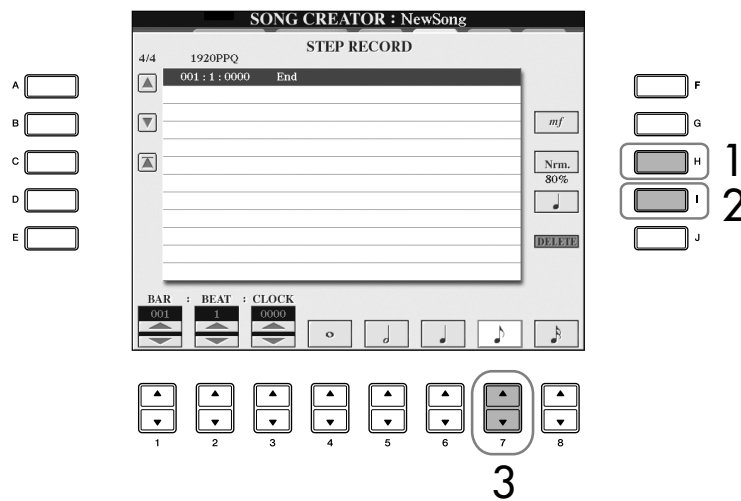 SONG CREATOR : NewSong
STEP RECORD
4/4 1920PPQ
001 : 1 : 0000 End
A
B
C
D
E
F
G
H 1
I 2
J
mf
Nrm.
80%
DELETE
BAR : BEAT : CLOCK
001 1 0000
1 2 3 4 5 6 7 8
3